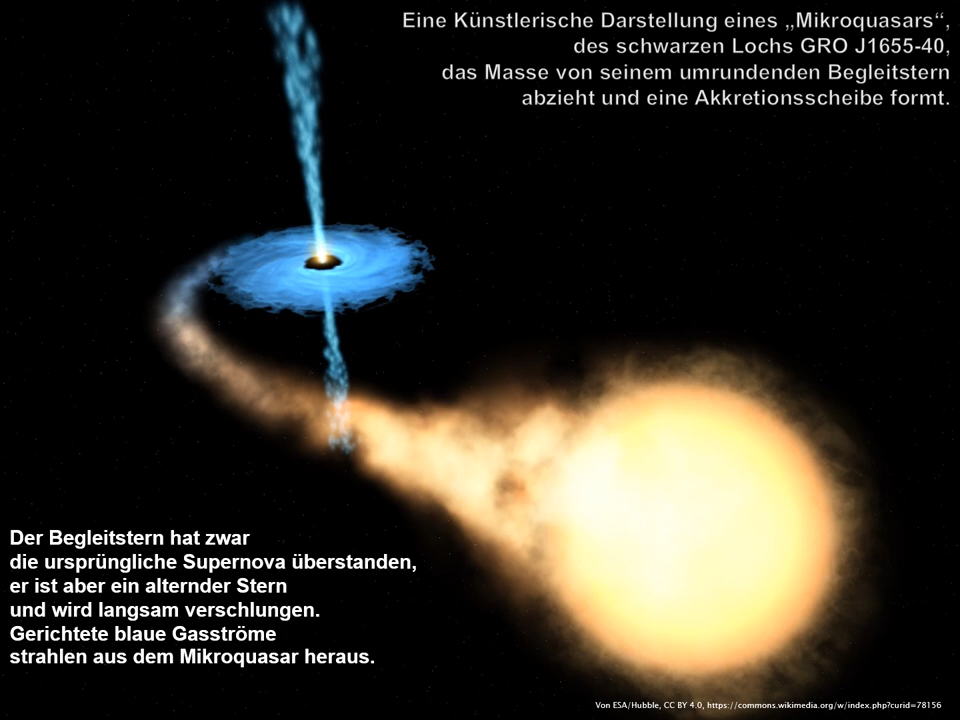 Eine Künstlerische Darstellung eines „Mikroquasars“,
des schwarzen Lochs GRO J1655-40,
das Masse von seinem umrundenden Begleitstern
abzieht und eine Akkretionsscheibe formt.
Der Begleitstern hat zwar
die ursprüngliche Supernova überstanden,
er ist aber ein alternder Stern
und wird langsam verschlungen.
Gerichtete blaue Gasströme
strahlen aus dem Mikroquasar heraus.
Von ESA/Hubble, CC BY 4.0, https://commons.wikimedia.org/w/index.php?curid=78156